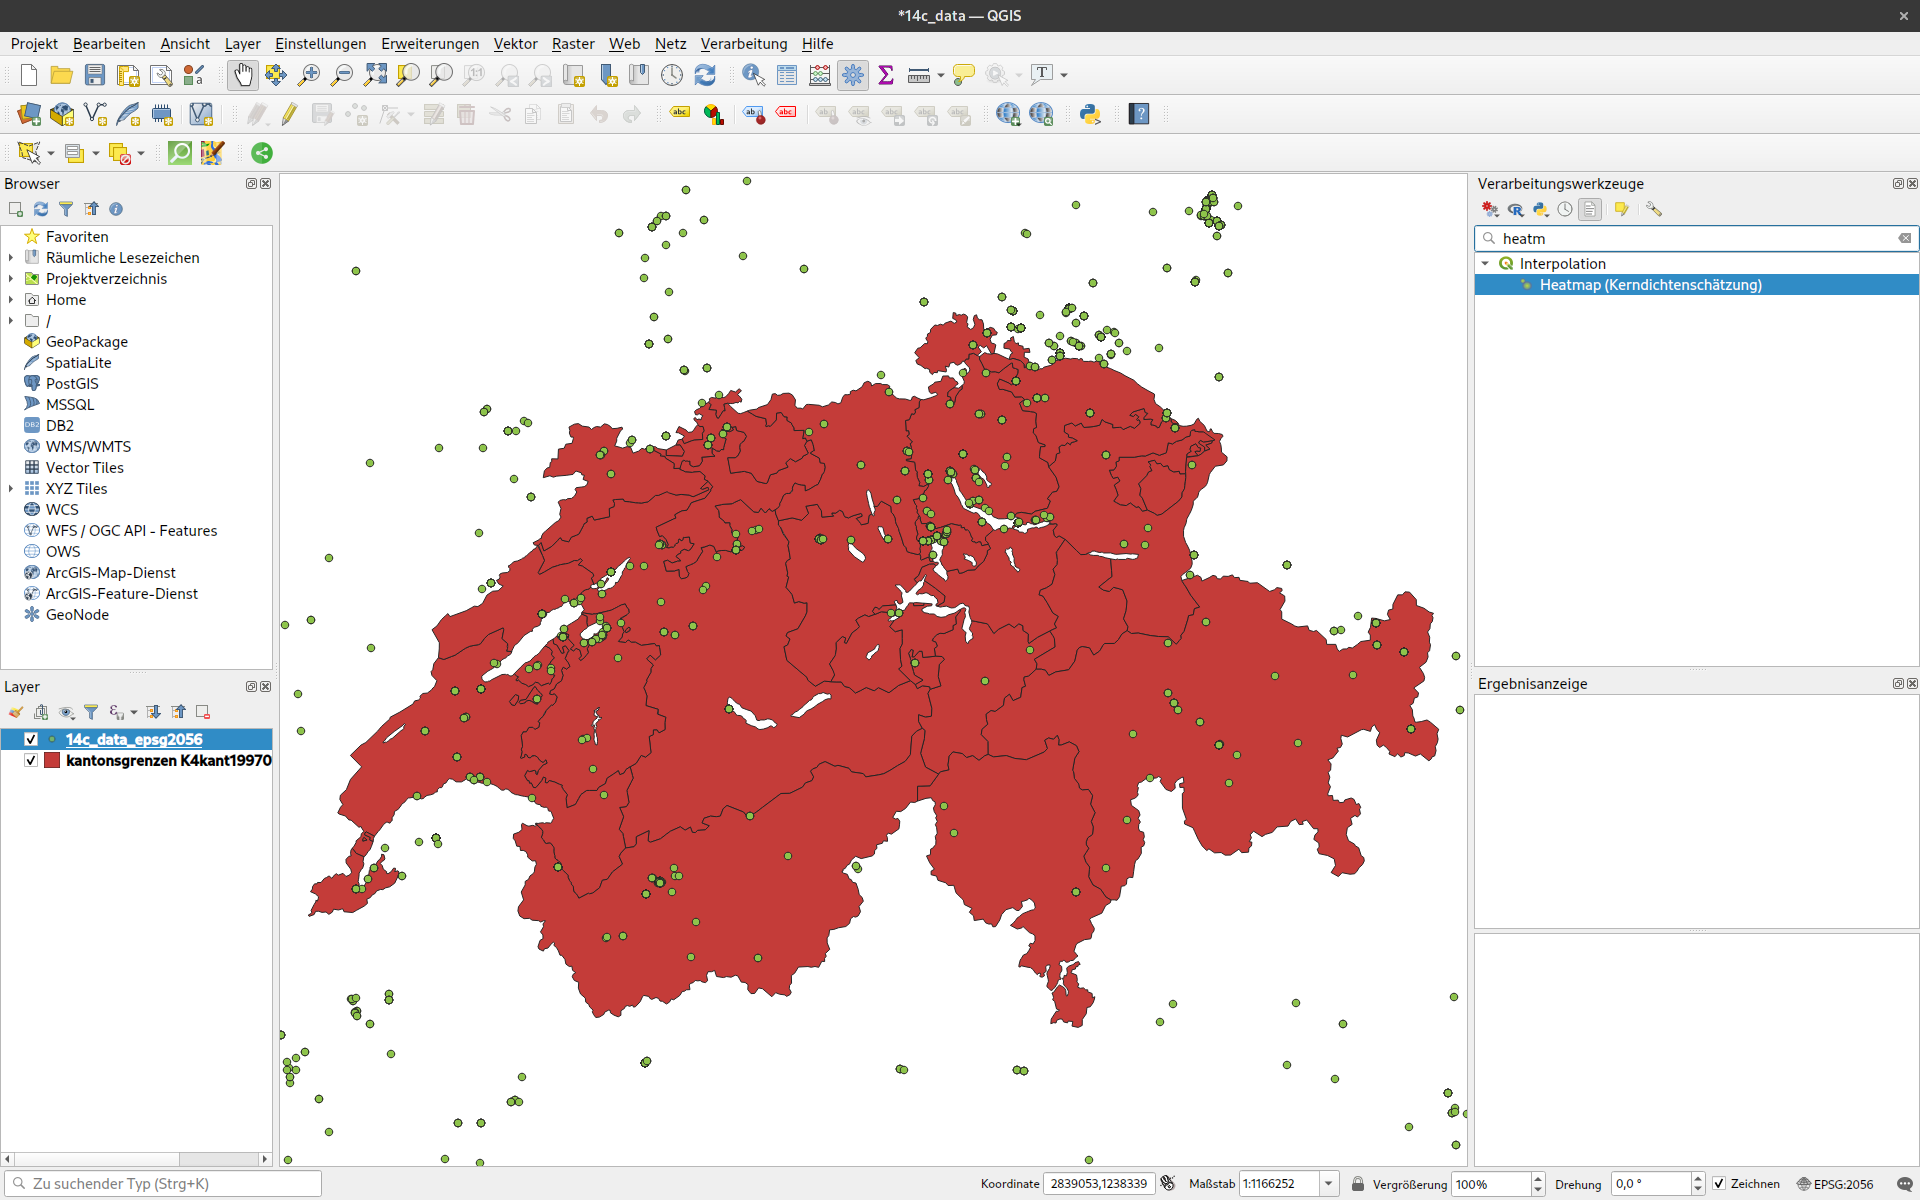 *14c_data — QGIS
Projekt Bearbeiten Ansicht Layer Einstellungen Erweiterungen Vektor Raster Web Netz Verarbeitung Hilfe
Browser
Favoriten
Räumliche Lesezeichen
Projektverzeichnis
Home
/
GeoPackage
SpatiaLite
PostGIS
MSSQL
DB2
WMS/WMTS
Vector Tiles
XYZ Tiles
WCS
WFS / OGC API - Features
OWS
ArcGIS-Map-Dienst
ArcGIS-Feature-Dienst
GeoNode
Layer
14c_data_epsg2056
kantonsgrenzen K4kant19970
Verarbeitungswerkzeuge
heatm
Interpolation
Heatmap (Kerndichtenschätzung)
Ergebnisanzeige
Zu suchender Typ (Strg+K)
Koordinate 2839053,1238339 Maßstab 1:1166252 Vergrößerung 100% Drehung 0,0 ° Zeichnen EPSG:2056